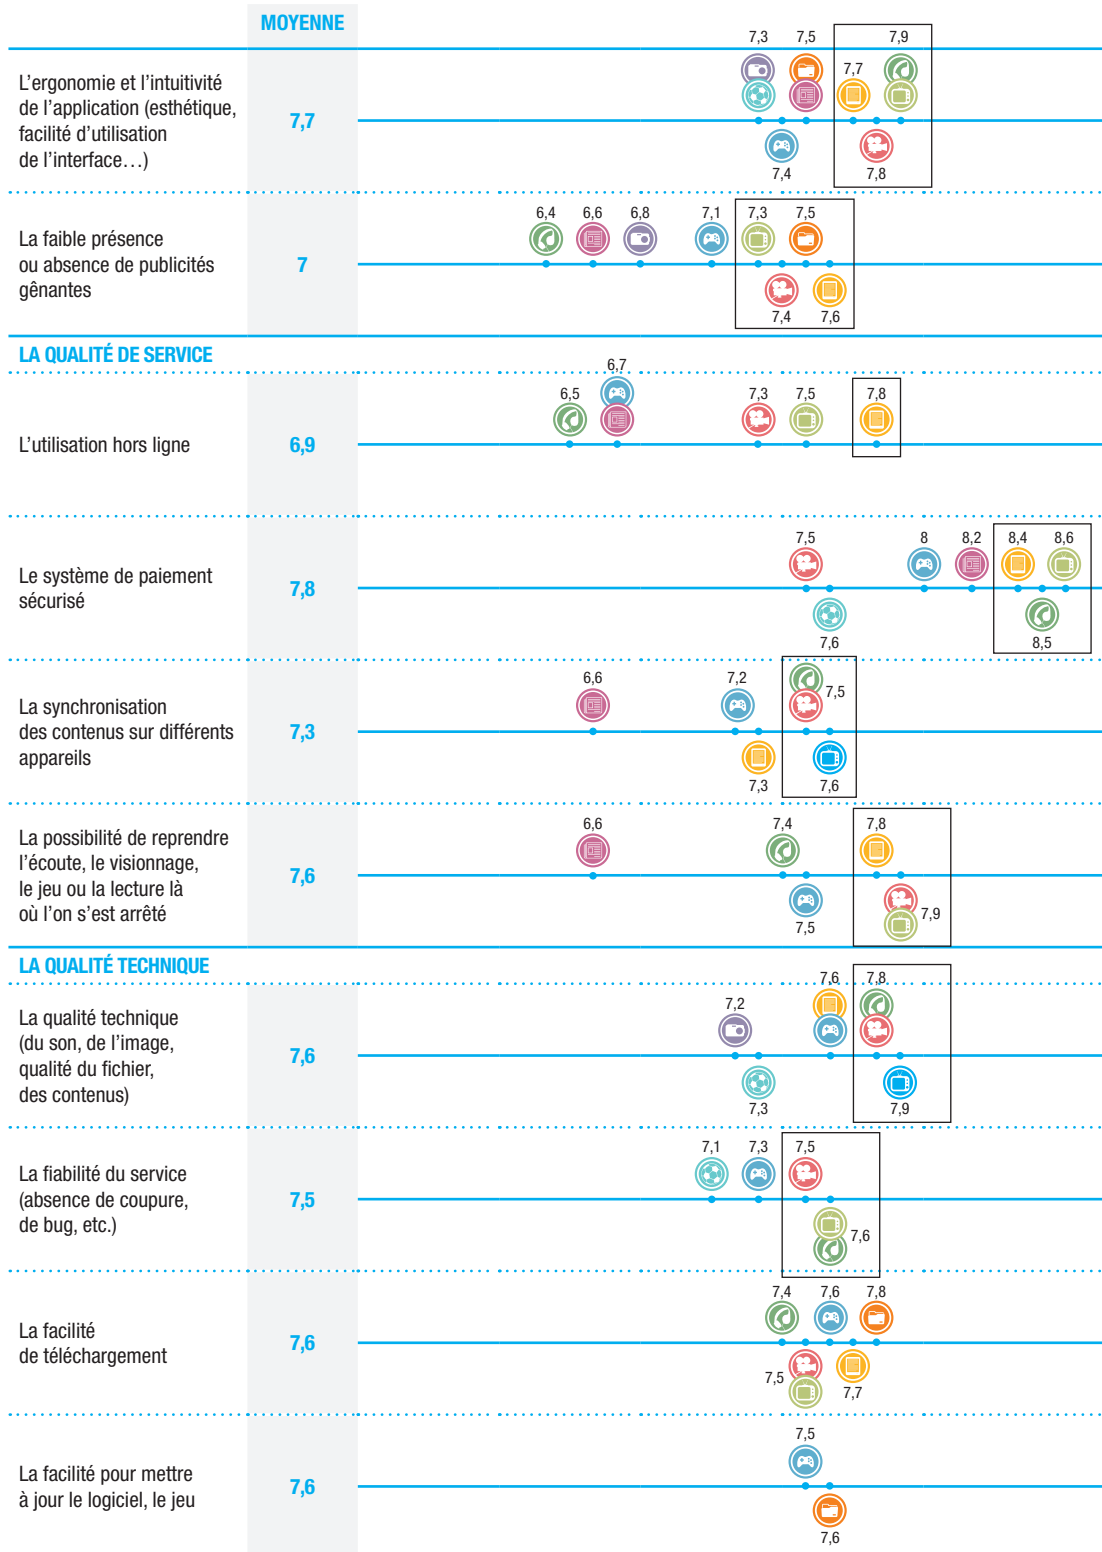 MOYENNE
7,3
7,5
7,9
7,7
L'ergonomie et l'intuitivité
de l'application (esthétique,
facilité d'utilisation
de l'interface…)
7,7
7,4
7,8
6,4
6,6
6,8
7,1
7,3
7,5
La faible présence
ou absence de publicités
gênantes
7
7,4
7,6
LA QUALITÉ DE SERVICE
6,7
6,5
7,3
7,5
7,8
L'utilisation hors ligne
6,9
7,5
8
8,2
8,4
8,6
Le système de paiement
sécurisé
7,8
7,6
8,5
6,6
7,2
7,5
La synchronisation
des contenus sur différents
appareils
7,3
7,3
7,6
6,6
7,4
7,8
La possibilité de reprendre
l'écoute, le visionnage,
le jeu ou la lecture là
où l'on s'est arrêté
7,6
7,5
7,9
LA QUALITÉ TECHNIQUE
7,6
7,8
7,2
La qualité technique
(du son, de l'image,
qualité du fichier,
des contenus)
7,6
7,3
7,9
7,1
7,3
7,5
La fiabilité du service
(absence de coupure,
de bug, etc.)
7,5
7,6
7,4
7,6
7,8
La facilité
de téléchargement
7,6
7,5
7,7
7,5
La facilité pour mettre
à jour le logiciel, le jeu
7,6
7,6